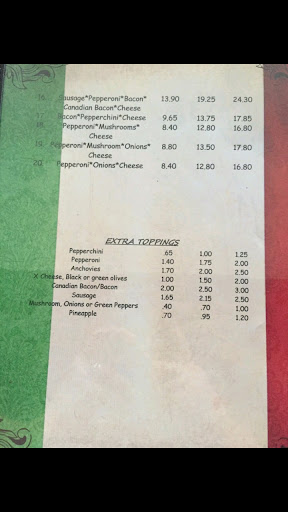 16. Sausage*Pepperoni*Bacon* 13.90 19.25 24.30
Canadian Bacon*Cheese
Bacon*Pepperchini*Cheese 9.65 13.75 17.85
Pepperoni*Mushrooms* 8.40 12.80 16.80
Cheese
19. Pepperoni*Mushroom*Onions* 8.80 13.50 17.80
Cheese
20. Pepperoni*Onions*Cheese 8.40 12.80 16.80
EXTRA TOPPINGS
Pepperchini .65 1.00 1.25
Pepperoni 1.40 1.75 2.00
Anchovies 1.70 2.00 2.50
X-Cheese, Black or green olives 1.00 1.50 2.00
Canadian Bacon/Bacon 2.00 2.50 3.00
Sausage 1.65 2.15 2.50
Mushroom, Onions or Green Peppers .40 .70 1.00
Pineapple .70 .95 1.20